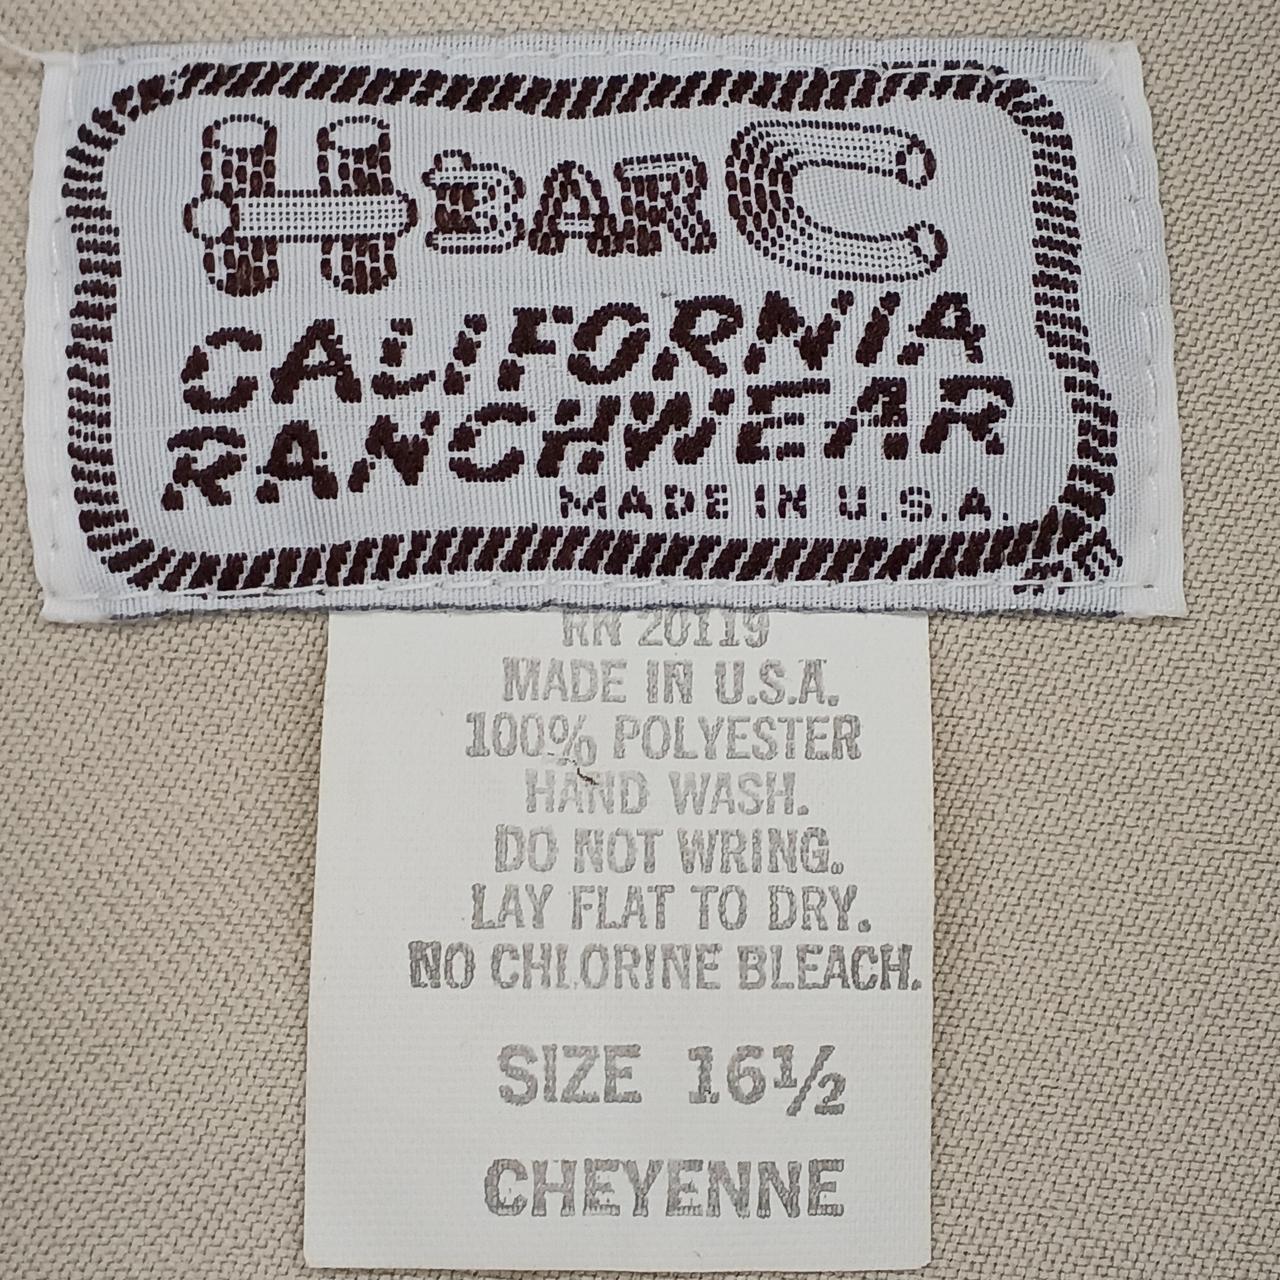 H BAR C
CALIFORNIA
RANCHWEAR
MADE IN U.S.A.
RN 20119
MADE IN U.S.A.
100% POLYESTER
HAND WASH.
DO NOT WRING.
LAY FLAT TO DRY.
NO CHLORINE BLEACH.
SIZE 16½
CHEYENNE